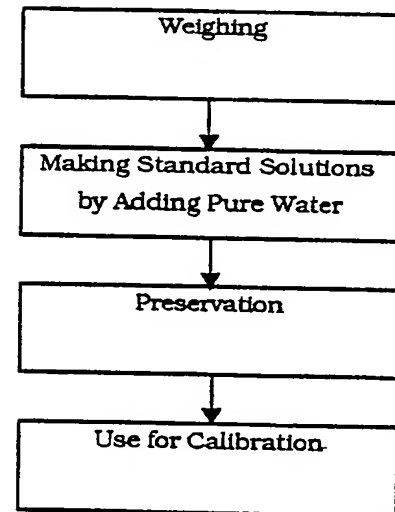 Weighing
Making Standard Solutions
by Adding Pure Water
Preservation
Use for Calibration